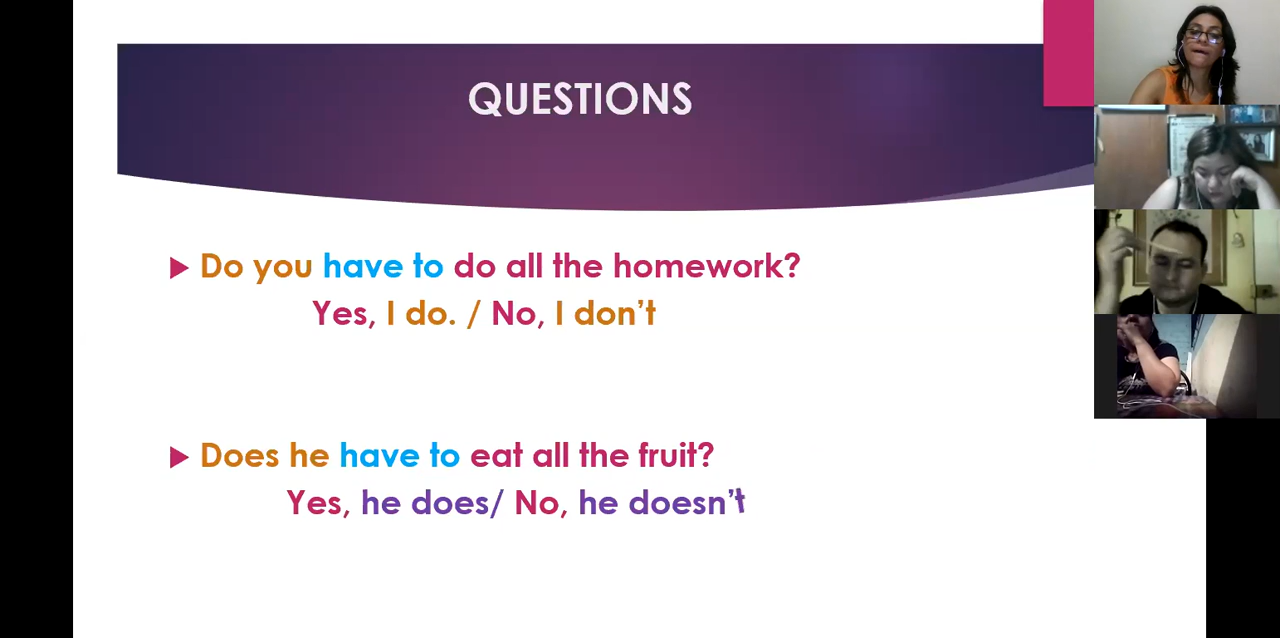 QUESTIONS
Do you have to do all the homework?
Yes, I do. / No, I don't
Does he have to eat all the fruit?
Yes, he does/ No, he doesn't